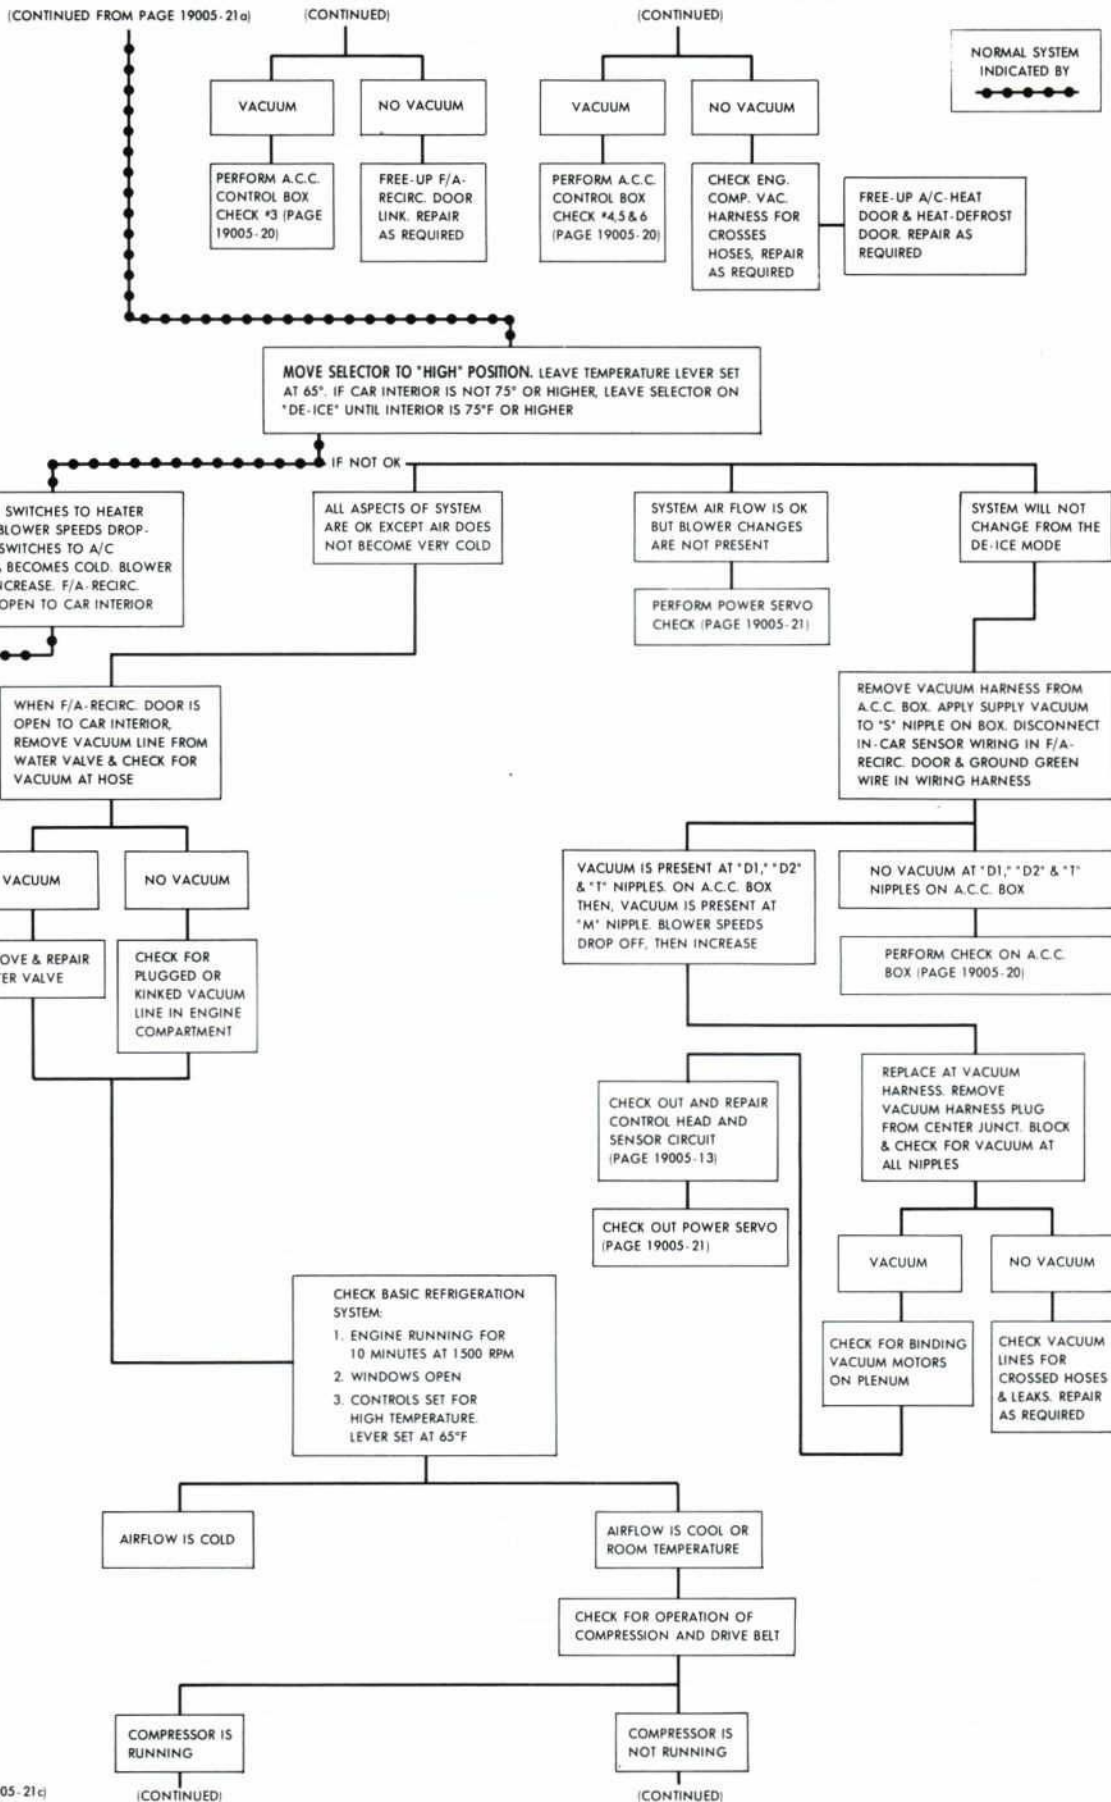 (CONTINUED FROM PAGE 19005-21a)
(CONTINUED)
(CONTINUED)
NORMAL SYSTEM
INDICATED BY
VACUUM
NO VACUUM
VACUUM
NO VACUUM
PERFORM A.C.C.
CONTROL BOX
CHECK #3 (PAGE
19005-20)
FREE-UP F/A-
RECIRC. DOOR
LINK. REPAIR
AS REQUIRED
PERFORM A.C.C.
CONTROL BOX
CHECK #4,5 & 6
(PAGE 19005-20)
CHECK ENG.
COMP. VAC.
HARNESS FOR
CROSSES
HOSES, REPAIR
AS REQUIRED
FREE-UP A/C-HEAT
DOOR & HEAT-DEFROST
DOOR. REPAIR AS
REQUIRED
MOVE SELECTOR TO "HIGH" POSITION. LEAVE TEMPERATURE LEVER SET
AT 65°. IF CAR INTERIOR IS NOT 75° OR HIGHER, LEAVE SELECTOR ON
"DE-ICE" UNTIL INTERIOR IS 75°F OR HIGHER
IF NOT OK
SWITCHES TO HEATER
BLOWER SPEEDS DROP-
SWITCHES TO A/C
BECOMES COLD. BLOWER
CREASE. F/A-RECIRC.
OPEN TO CAR INTERIOR
ALL ASPECTS OF SYSTEM
ARE OK EXCEPT AIR DOES
NOT BECOME VERY COLD
SYSTEM AIR FLOW IS OK
BUT BLOWER CHANGES
ARE NOT PRESENT
SYSTEM WILL NOT
CHANGE FROM THE
DE-ICE MODE
PERFORM POWER SERVO
CHECK (PAGE 19005-21)
WHEN F/A-RECIRC. DOOR IS
OPEN TO CAR INTERIOR,
REMOVE VACUUM LINE FROM
WATER VALVE & CHECK FOR
VACUUM AT HOSE
REMOVE VACUUM HARNESS FROM
A.C.C. BOX. APPLY SUPPLY VACUUM
TO "S" NIPPLE ON BOX. DISCONNECT
IN-CAR SENSOR WIRING IN F/A-
RECIRC. DOOR & GROUND GREEN
WIRE IN WIRING HARNESS
VACUUM
NO VACUUM
VACUUM IS PRESENT AT "D1," "D2"
& "T" NIPPLES. ON A.C.C. BOX
THEN, VACUUM IS PRESENT AT
"M" NIPPLE. BLOWER SPEEDS
DROP OFF, THEN INCREASE
NO VACUUM AT "D1," "D2" & "T"
NIPPLES ON A.C.C. BOX
OVE & REPAIR
TER VALVE
CHECK FOR
PLUGGED OR
KINKED VACUUM
LINE IN ENGINE
COMPARTMENT
PERFORM CHECK ON A.C.C.
BOX (PAGE 19005-20)
CHECK OUT AND REPAIR
CONTROL HEAD AND
SENSOR CIRCUIT
(PAGE 19005-13)
REPLACE AT VACUUM
HARNESS. REMOVE
VACUUM HARNESS PLUG
FROM CENTER JUNCT. BLOCK
& CHECK FOR VACUUM AT
ALL NIPPLES
CHECK OUT POWER SERVO
(PAGE 19005-21)
VACUUM
NO VACUUM
CHECK BASIC REFRIGERATION
SYSTEM:
1. ENGINE RUNNING FOR
10 MINUTES AT 1500 RPM
2. WINDOWS OPEN
3. CONTROLS SET FOR
HIGH TEMPERATURE.
LEVER SET AT 65°F
CHECK FOR BINDING
VACUUM MOTORS
ON PLENUM
CHECK VACUUM
LINES FOR
CROSSED HOSES
& LEAKS. REPAIR
AS REQUIRED
AIRFLOW IS COLD
AIRFLOW IS COOL OR
ROOM TEMPERATURE
CHECK FOR OPERATION OF
COMPRESSION AND DRIVE BELT
COMPRESSOR IS
RUNNING
COMPRESSOR IS
NOT RUNNING
05-21c)
(CONTINUED)
(CONTINUED)